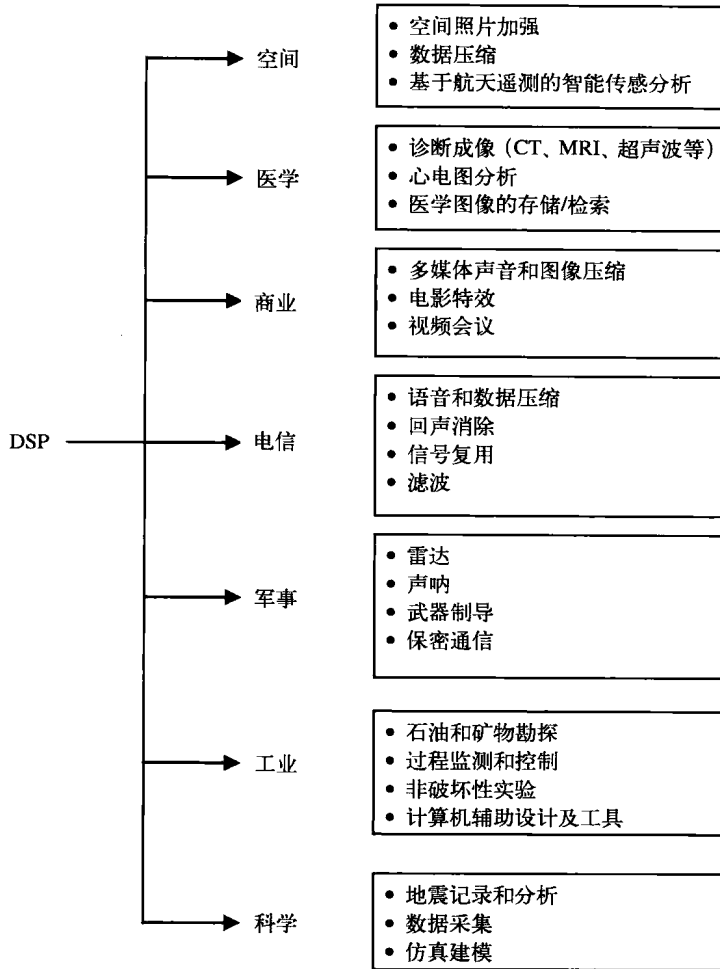 空间
• 空间照片加强
• 数据压缩
• 基于航天遥测的智能传感分析
医学
• 诊断成像（CT、MRI、超声波等）
• 心电图分析
• 医学图像的存储/检索
商业
• 多媒体声音和图像压缩
• 电影特效
• 视频会议
DSP
电信
• 语音和数据压缩
• 回声消除
• 信号复用
• 滤波
军事
• 雷达
• 声呐
• 武器制导
• 保密通信
工业
• 石油和矿物勘探
• 过程监测和控制
• 非破坏性实验
• 计算机辅助设计及工具
科学
• 地震记录和分析
• 数据采集
• 仿真建模